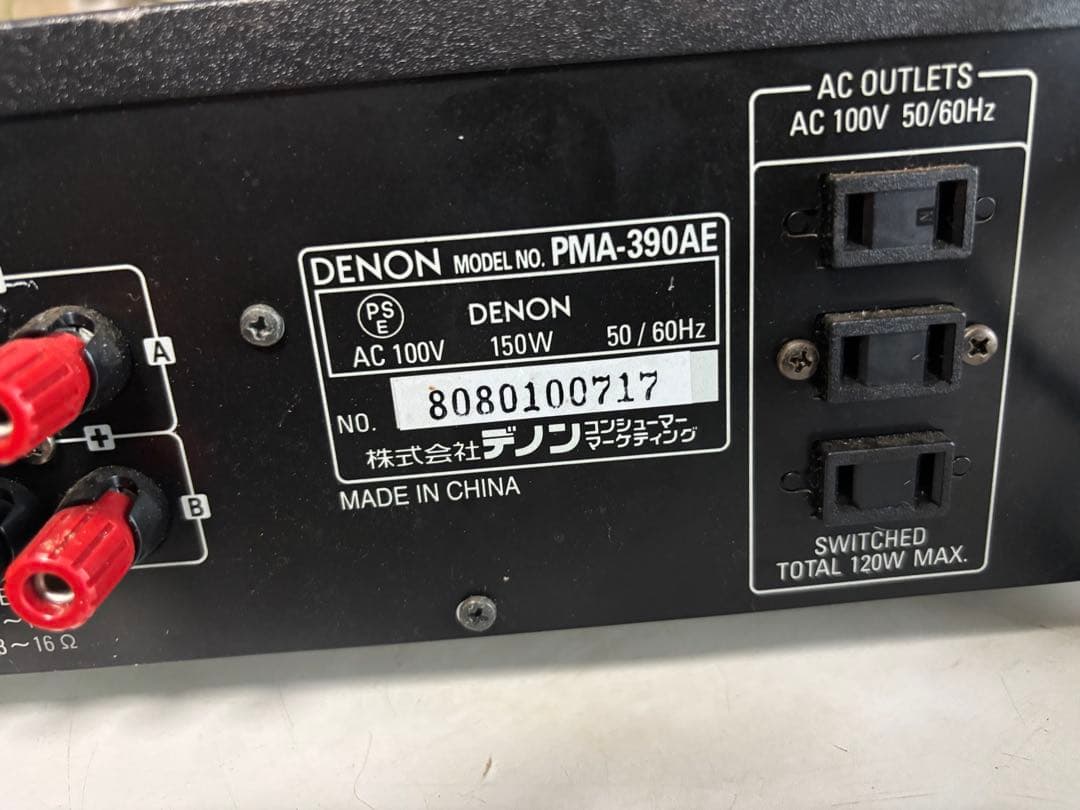 AC OUTLETS
AC 100V 50/60Hz
DENON MODEL NO. PMA-390AE
PS
E
DENON
AC 100V 150W 50/60Hz
NO. 8080100717
株式会社デノン コンシューマー
マーケティング
MADE IN CHINA
A
+
B
SWITCHED
TOTAL 120W MAX.
~16Ω